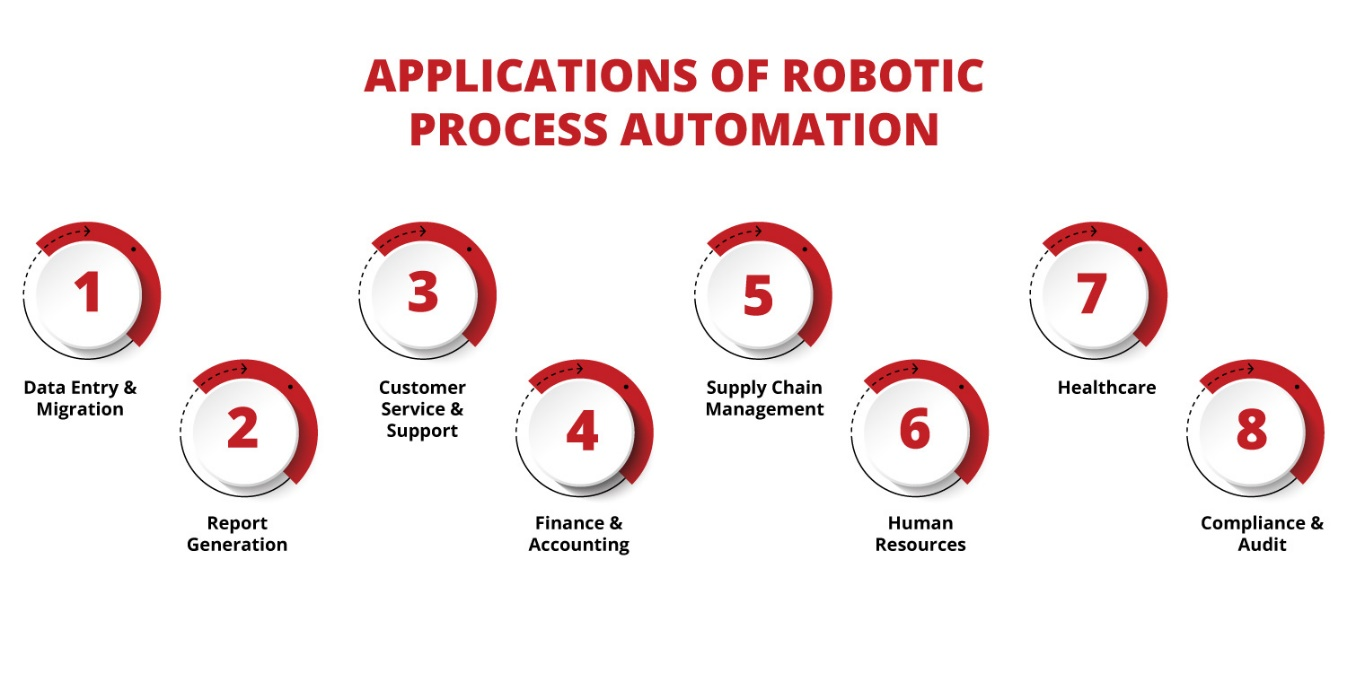 APPLICATIONS OF ROBOTIC
PROCESS AUTOMATION
1
Data Entry &
Migration
2
Report
Generation
3
Customer
Service &
Support
4
Finance &
Accounting
5
Supply Chain
Management
6
Human
Resources
7
Healthcare
8
Compliance &
Audit